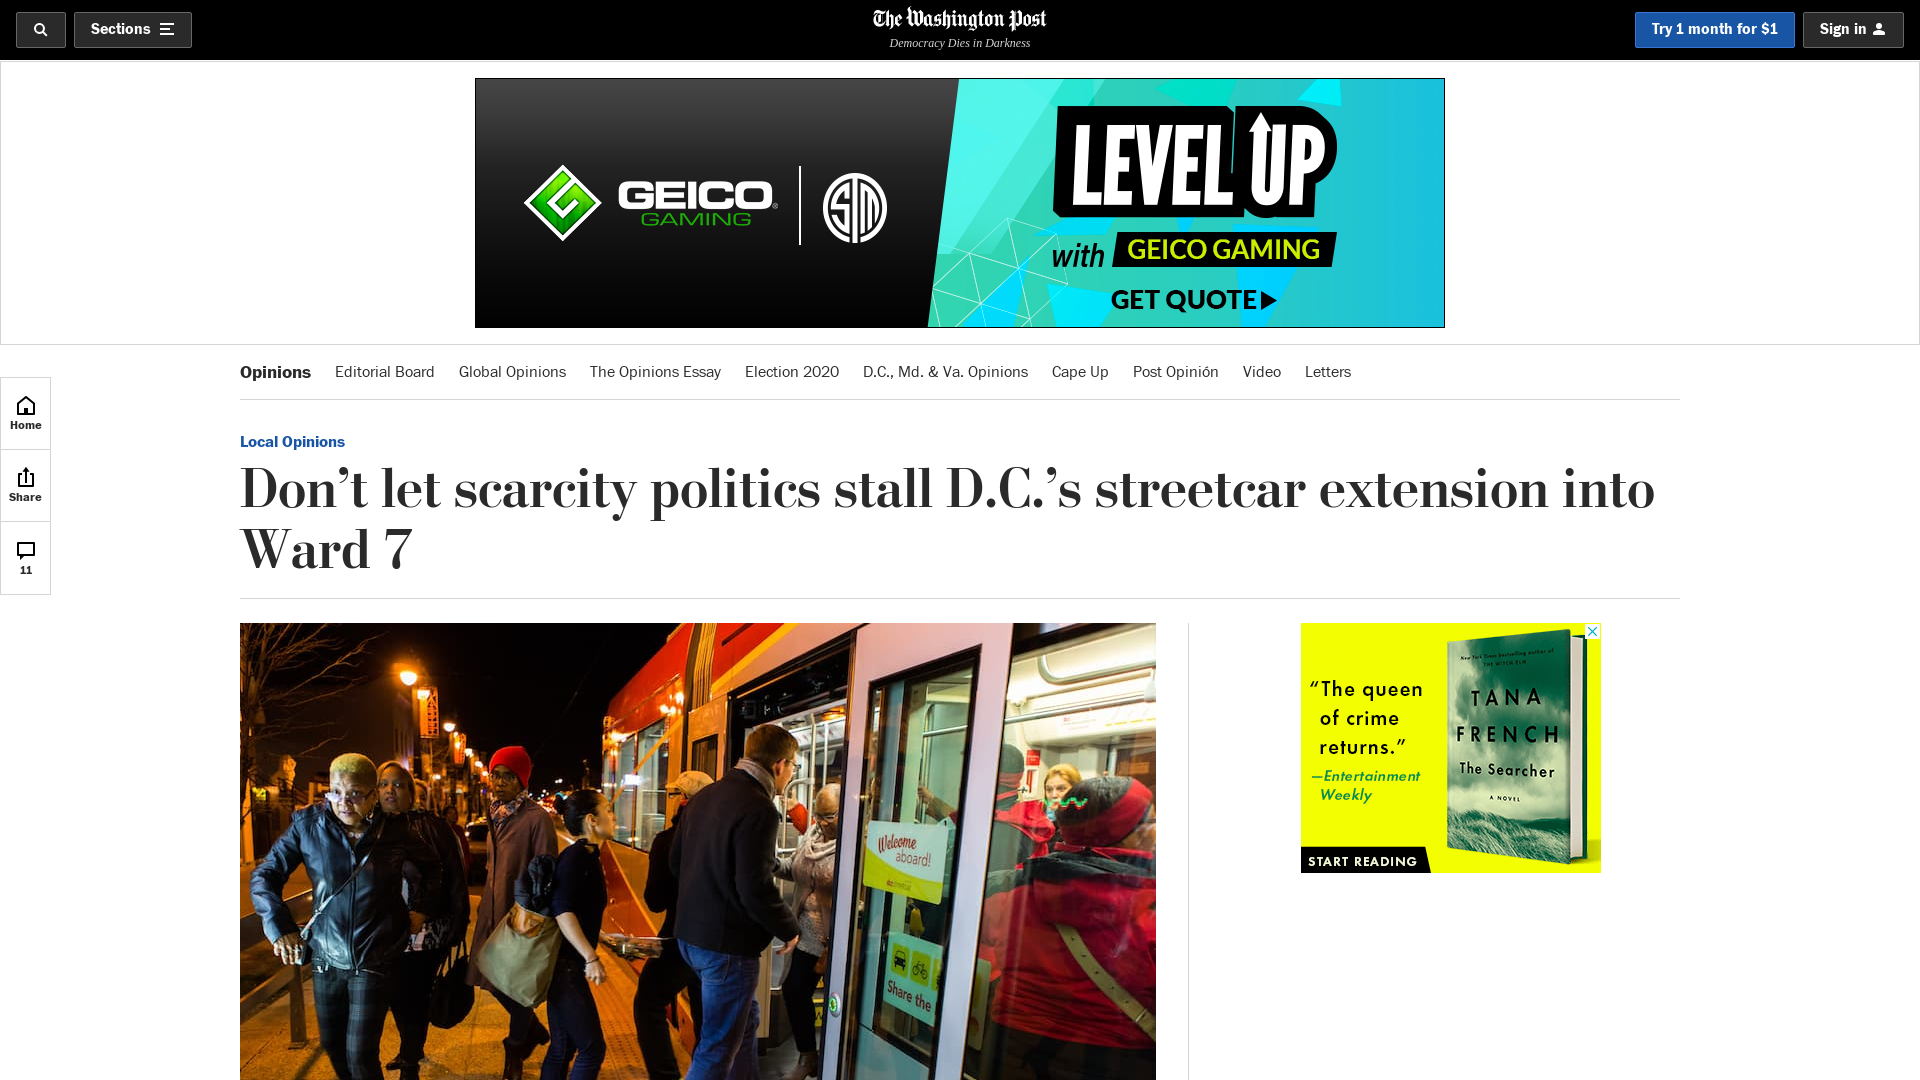 Sections
The Washington Post
Democracy Dies in Darkness
Try 1 month for $1
Sign in
GEICO
GAMING
TSM
LEVEL UP
with GEICO GAMING
GET QUOTE
Opinions
Editorial Board
Global Opinions
The Opinions Essay
Election 2020
D.C., Md. & Va. Opinions
Cape Up
Post Opinión
Video
Letters
Home
Share
11
Local Opinions
Don’t let scarcity politics stall D.C.’s streetcar extension into
Ward 7
Welcome
aboard!
Share the
“The queen
of crime
returns.”
—Entertainment
Weekly
START READING
New York Times bestselling author of
THE WITCH ELM
TANA
FRENCH
The Searcher
A NOVEL